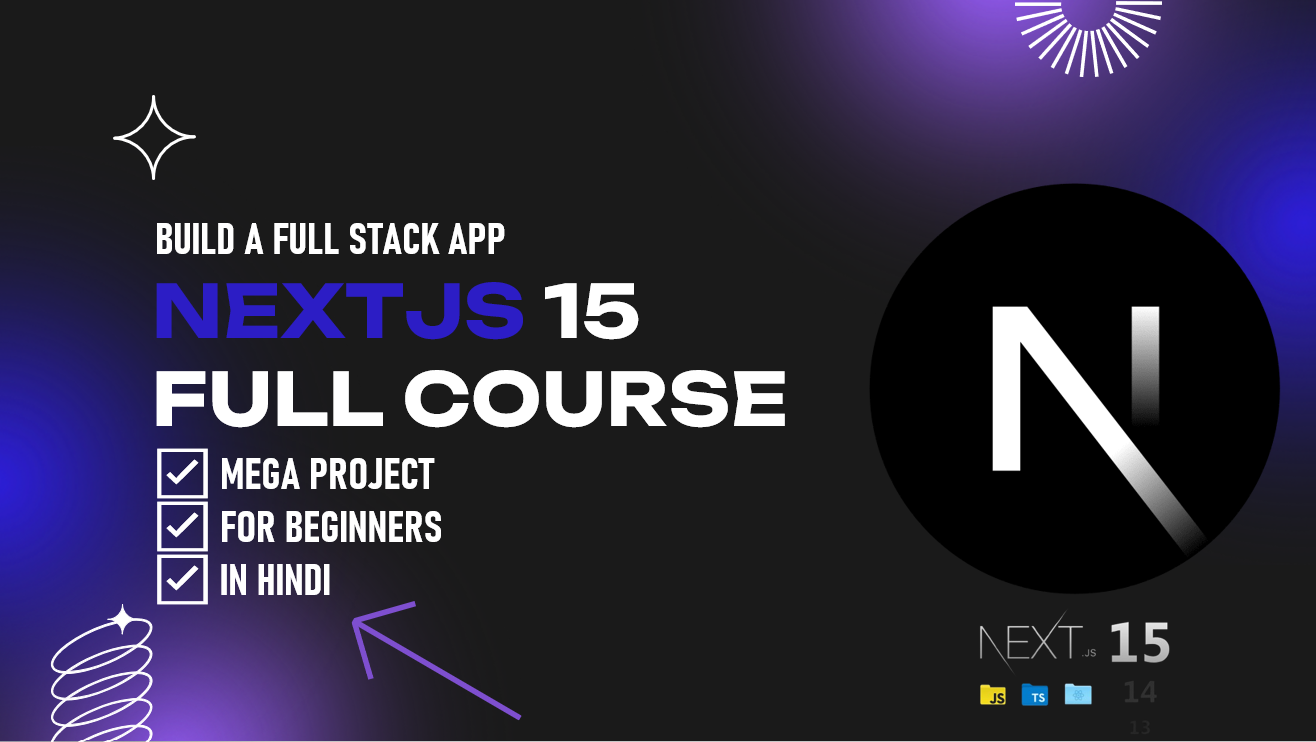 BUILD A FULL STACK APP
NEXTJS 15
FULL COURSE
MEGA PROJECT
FOR BEGINNERS
IN HINDI
N
NEXT.JS 15
JS TS 14
13